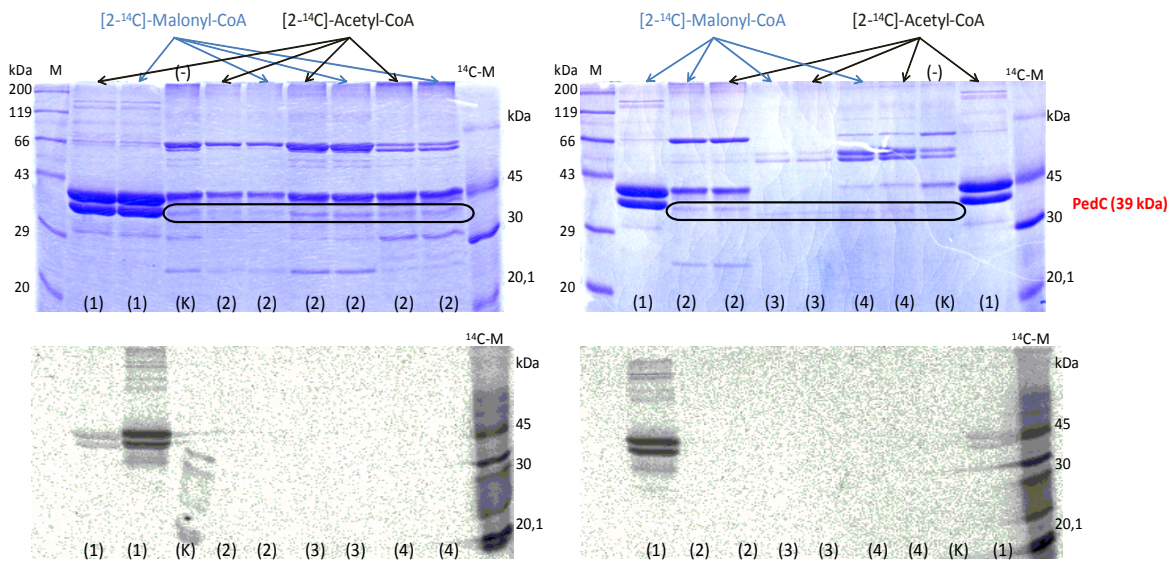 [2-¹⁴C]-Malonyl-CoA [2-¹⁴C]-Acetyl-CoA
kDa M (-) ¹⁴C-M
200
119
66
43
29
20
kDa
45
30
20,1
(1) (1) (K) (2) (2) (2) (2) (2) (2)
[2-¹⁴C]-Malonyl-CoA [2-¹⁴C]-Acetyl-CoA
kDa M (-) ¹⁴C-M
200
119
66
43
29
20
kDa
45
30
20,1
PedC (39 kDa)
(1) (2) (2) (3) (3) (4) (4) (K) (1)
¹⁴C-M
kDa
45
30
20,1
(1) (1) (K) (2) (2) (3) (3) (4) (4)
¹⁴C-M
kDa
45
30
20,1
(1) (2) (2) (3) (3) (4) (4) (K) (1)